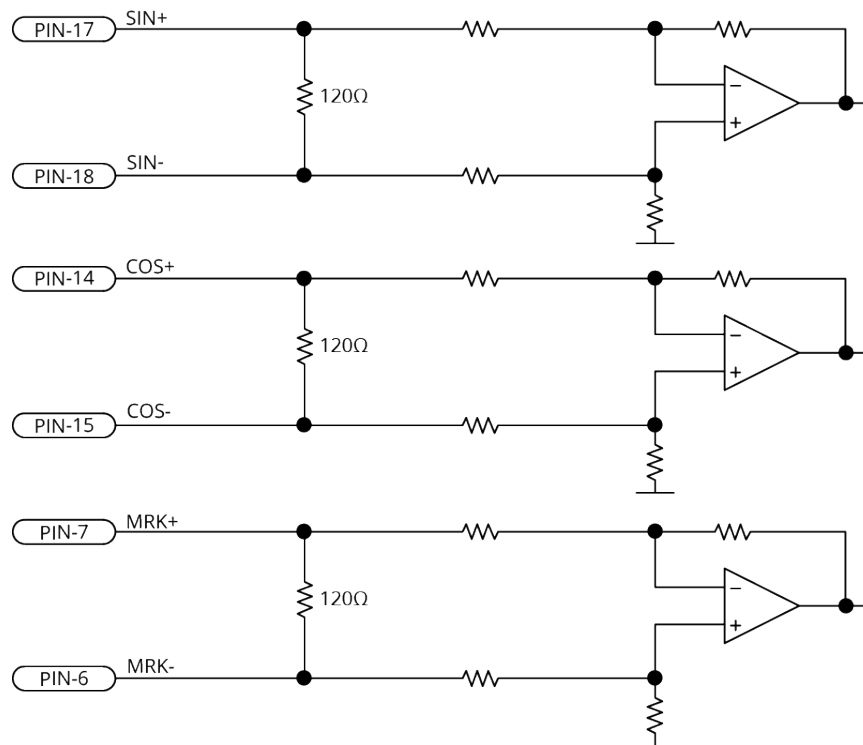 SIN+
PIN-17
120Ω
−
+
SIN-
PIN-18
COS+
PIN-14
120Ω
−
+
COS-
PIN-15
MRK+
PIN-7
120Ω
−
+
MRK-
PIN-6